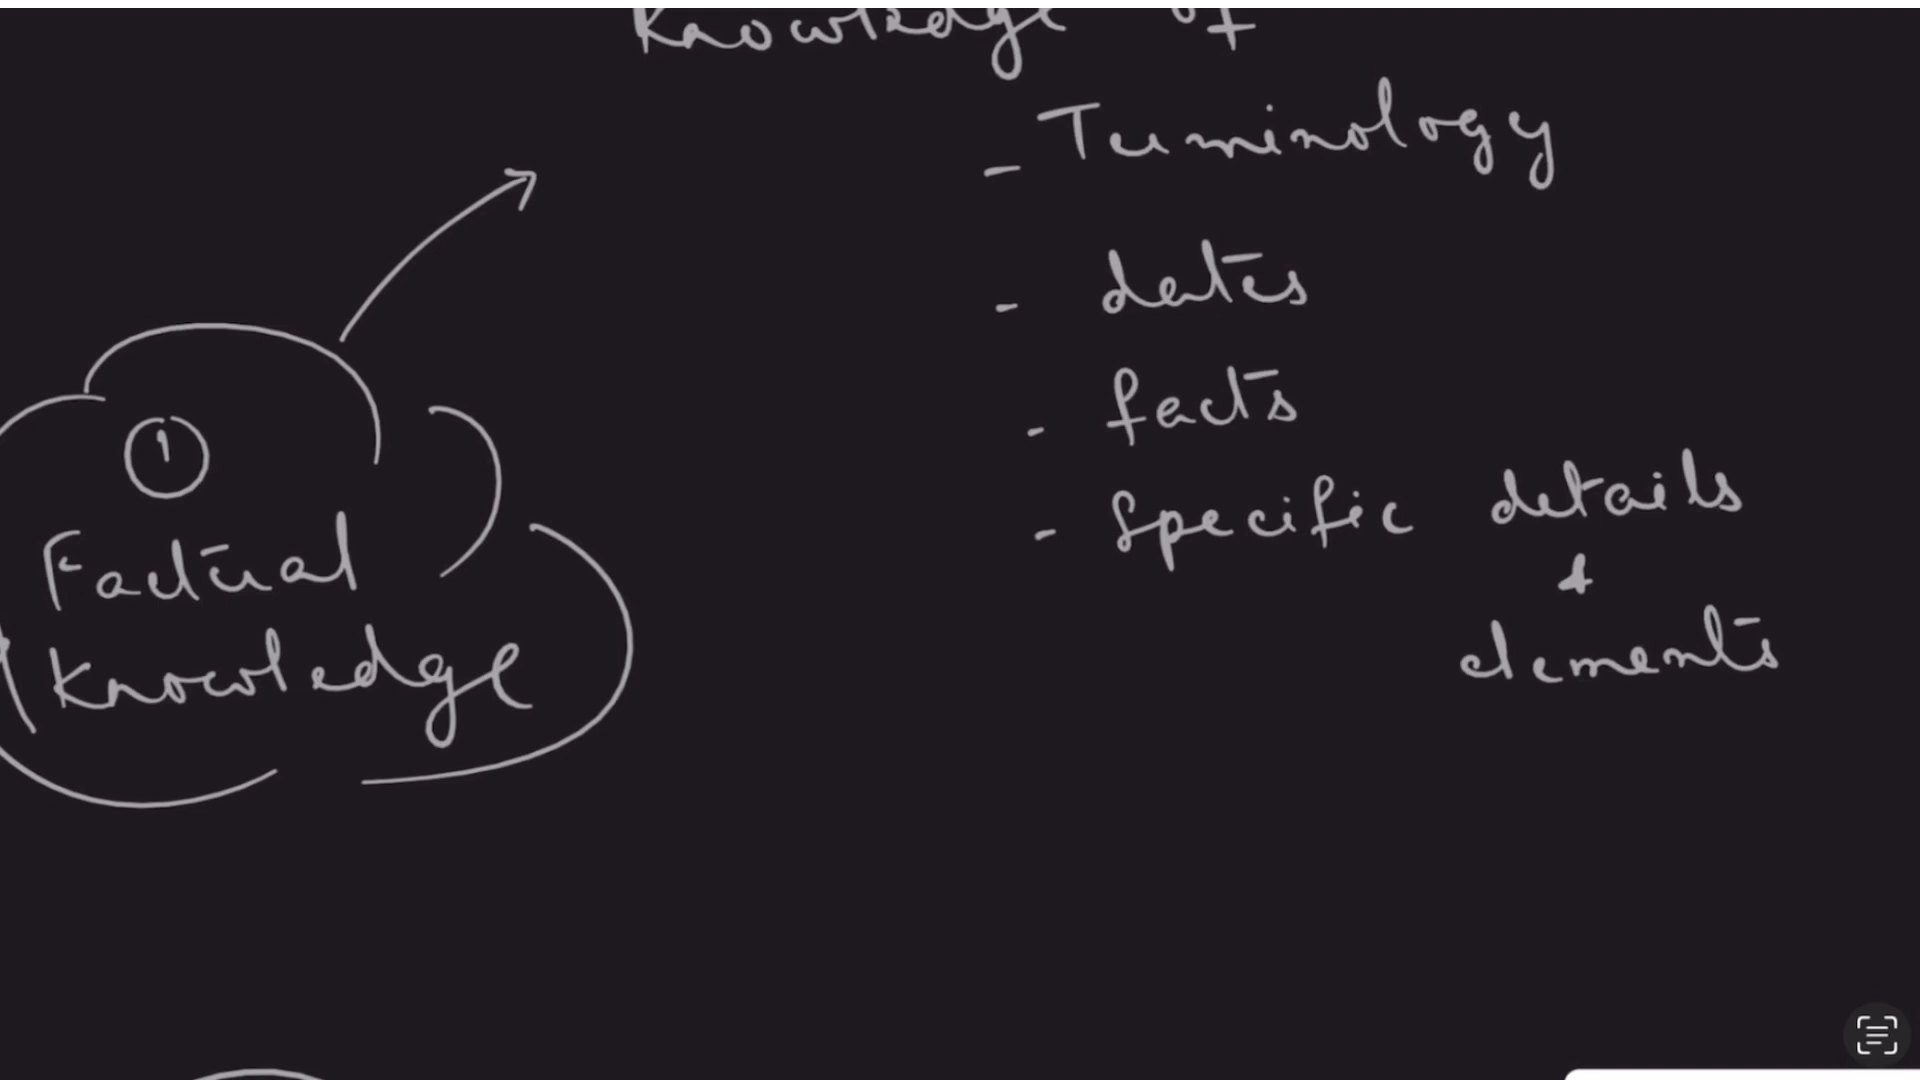 Knowledge of
- Terminology
- dates
- facts
- Specific details
&
elements
1
Factual
Knowledge